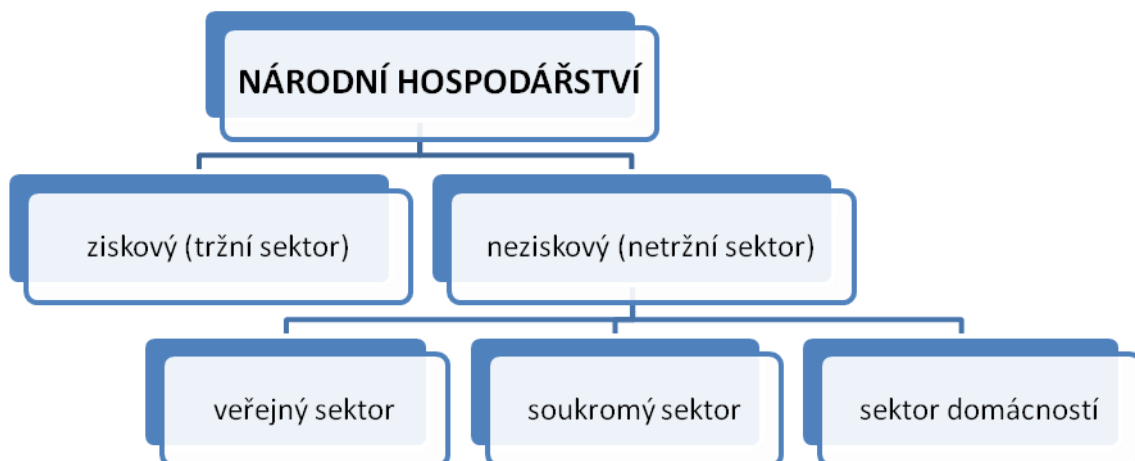 NÁRODNÍ HOSPODÁŘSTVÍ
ziskový (tržní sektor)
neziskový (netržní sektor)
veřejný sektor
soukromý sektor
sektor domácností